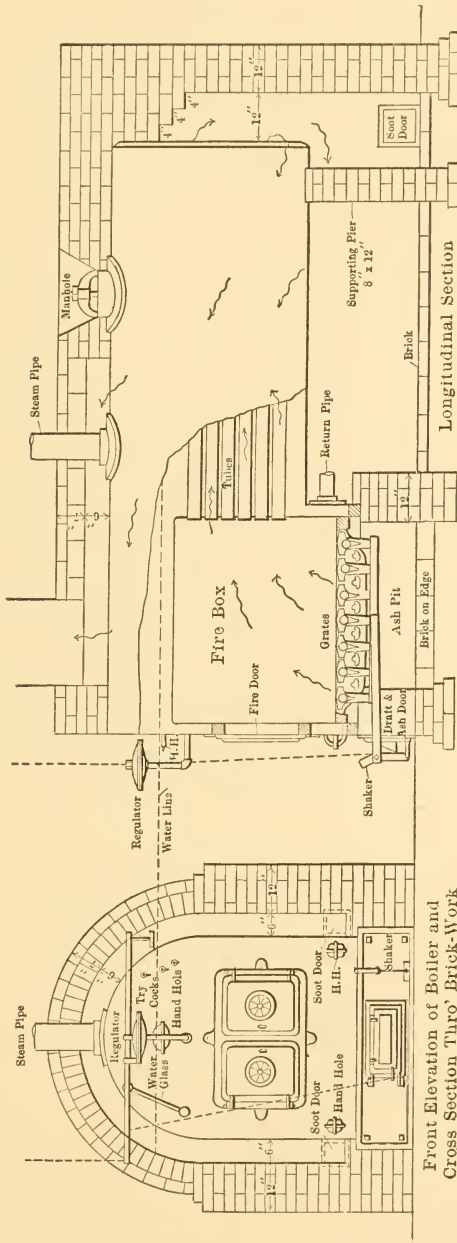 Steam Pipe
9"
Regulator
Try
Cocks
Water
Glass
Hand Hols
12"
6"
6"
12"
Soot Door
Soot Door
H.H.
Hand Hole
Shaker
Front Elevation of Boiler and
Cross Section Thro' Brick-Work
Regulator
Water Line
H.H.
Steam Pipe
Manhole
4"
4"
4"
12"
12"
Fire Box
Tubes
Fire Door
Grates
Return Pipe
Shaker
Draft &
Ash Door
Ash Pit
Brick on Edge
12"
Supporting Pier
8" x 12"
Soot
Door
Brick
Longitudinal Section